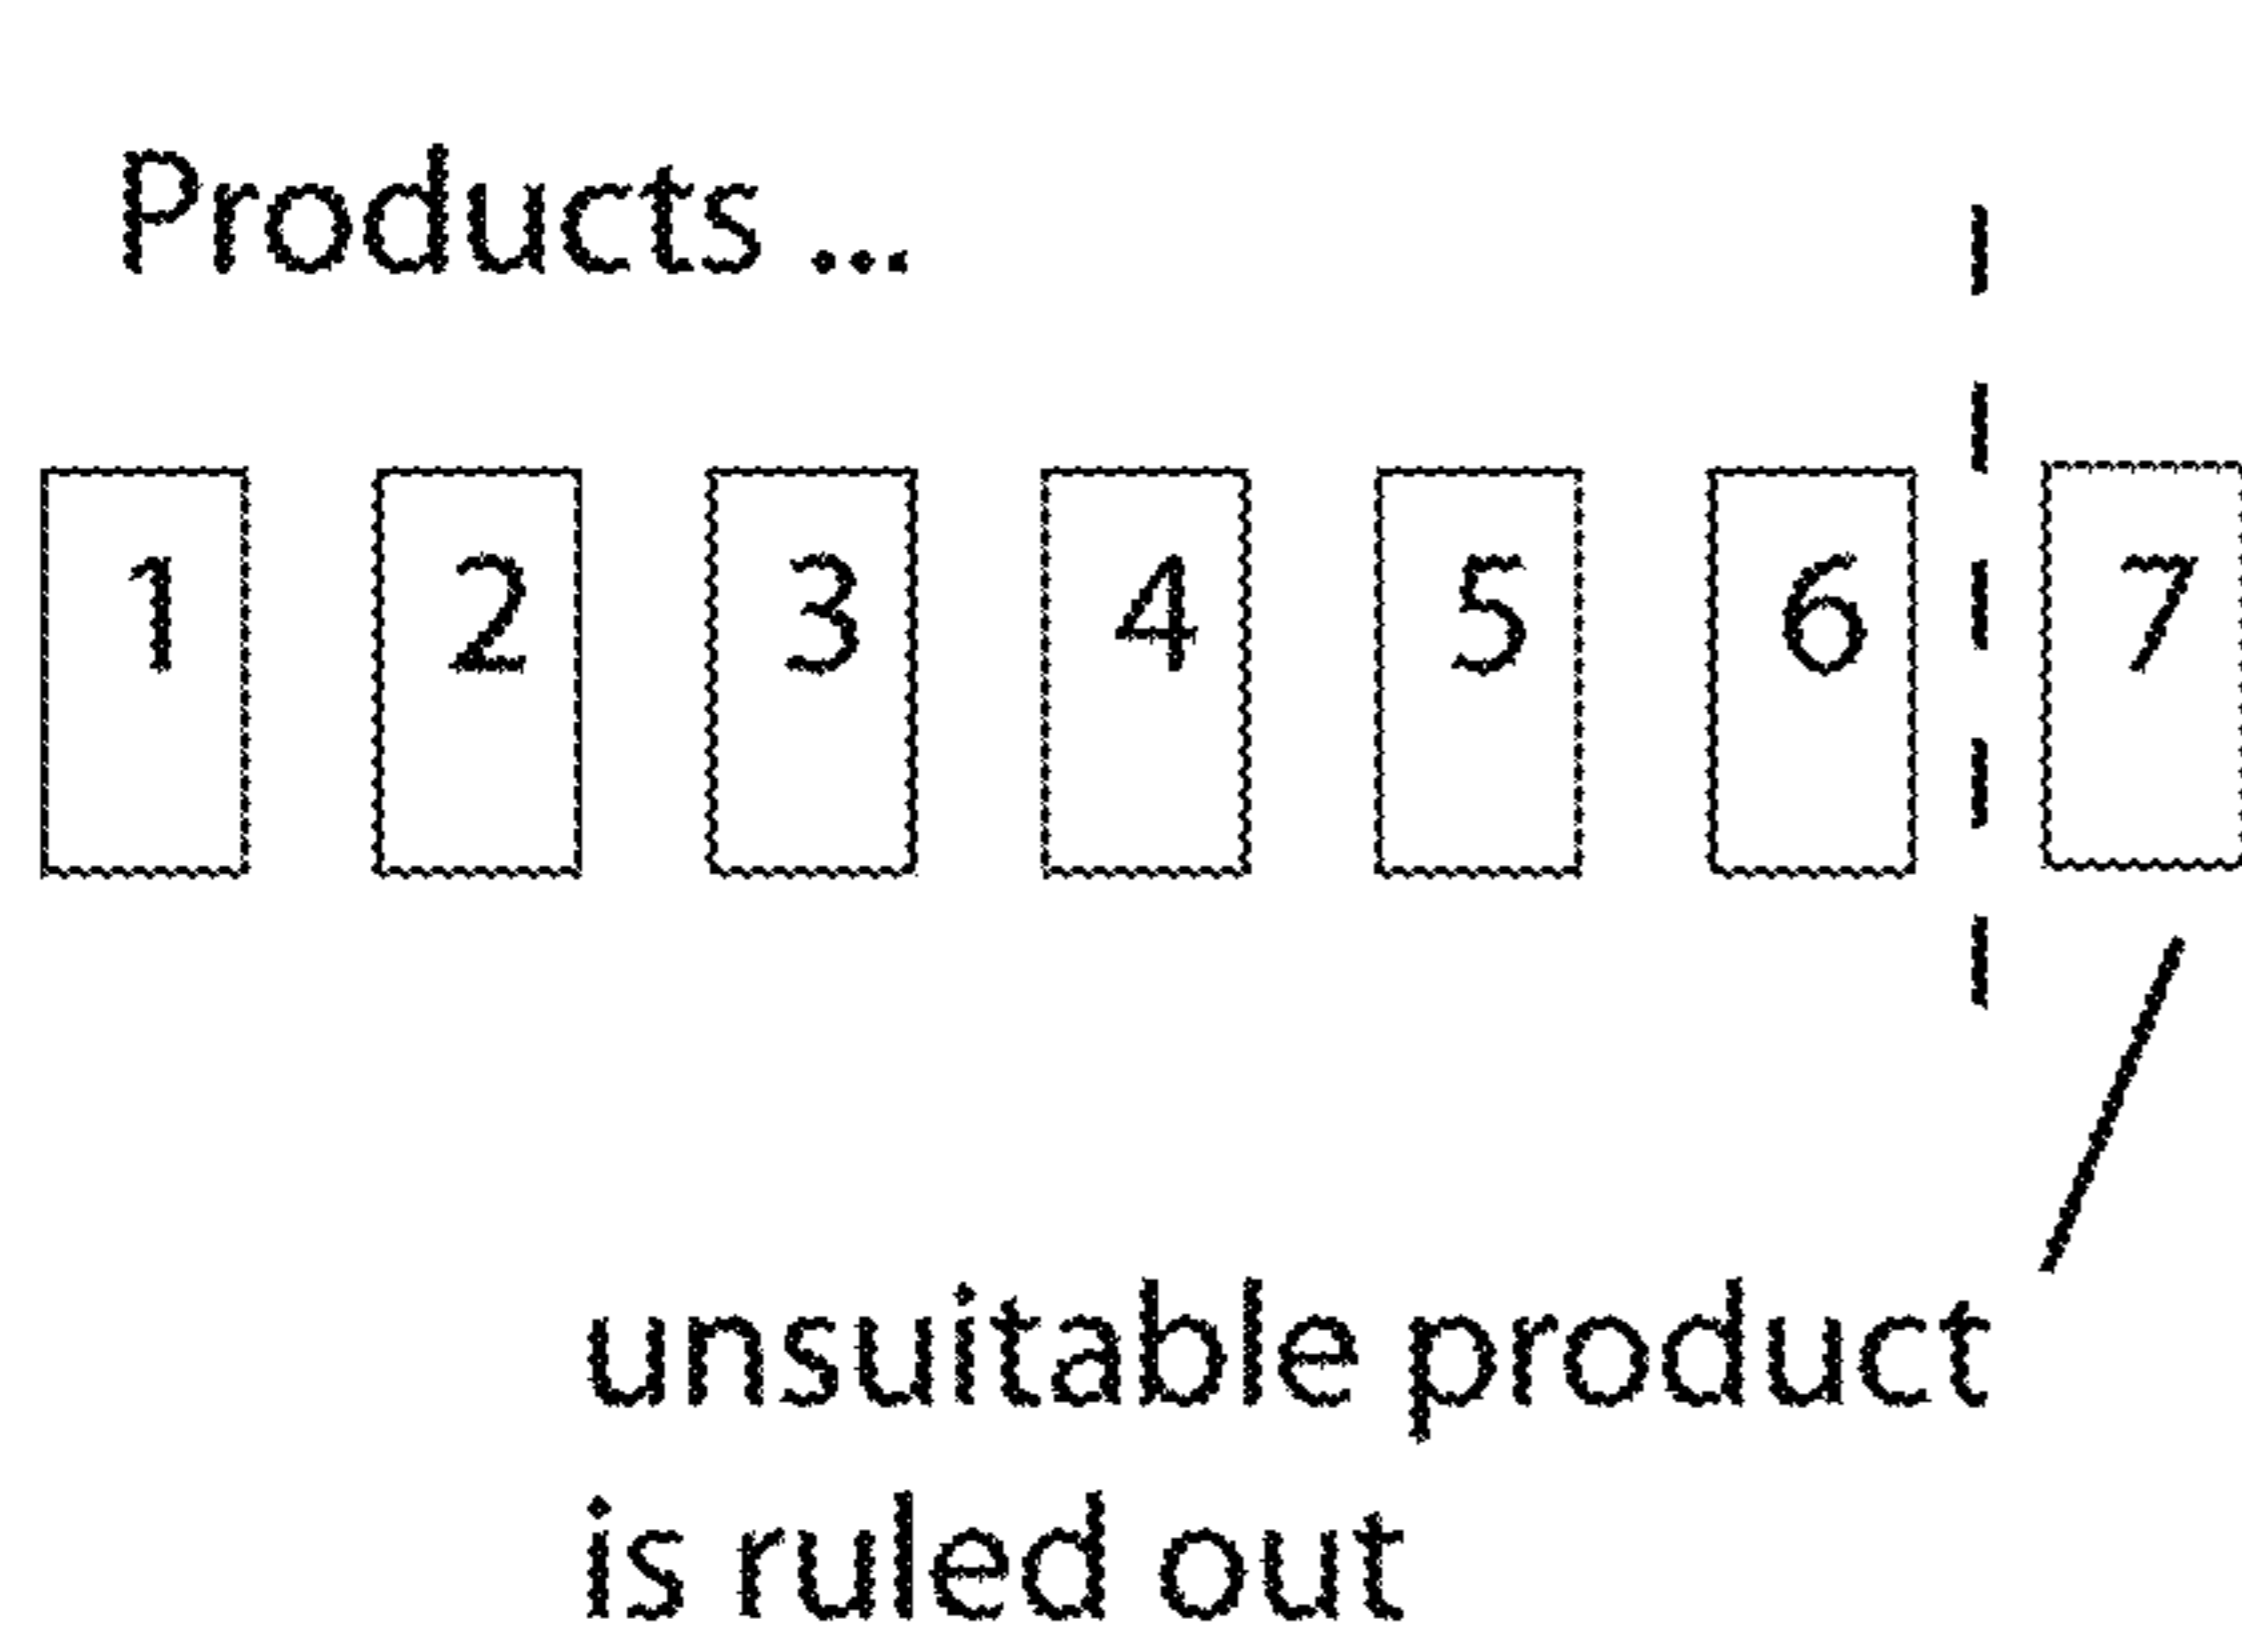 Products ...
1 2 3 4 5 6 7
unsuitable product
is ruled out